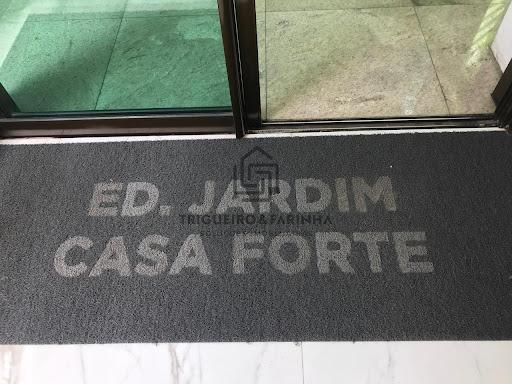 ED. JARDIM
TRIGUEIRO & FARINHA
CASA FORTE